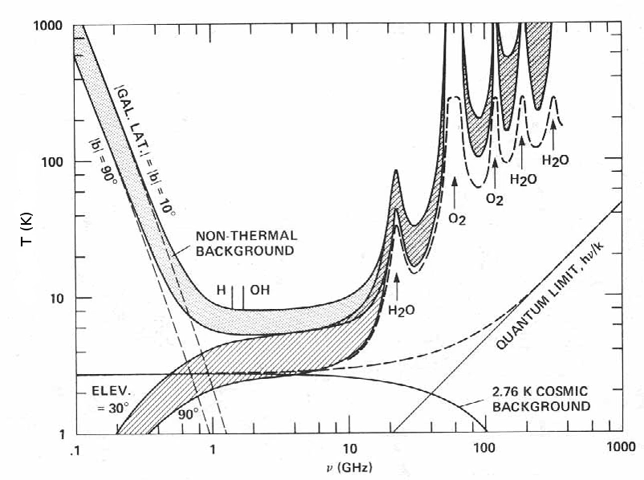 1000
100
10
1
T (K)
|GAL. LAT.| = |b| = 10°
|b| = 90°
NON-THERMAL
BACKGROUND
H
OH
H₂O
O₂
O₂
H₂O
H₂O
QUANTUM LIMIT, hν/k
ELEV.
= 30°
90°
2.76 K COSMIC
BACKGROUND
.1
1
10
100
1000
ν (GHz)